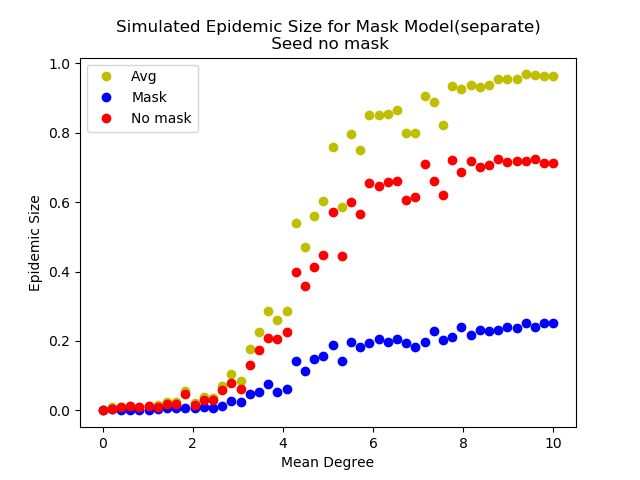 Simulated Epidemic Size for Mask Model(separate)
Seed no mask
Avg
Mask
No mask
Epidemic Size
1.0
0.8
0.6
0.4
0.2
0.0
0 2 4 6 8 10
Mean Degree